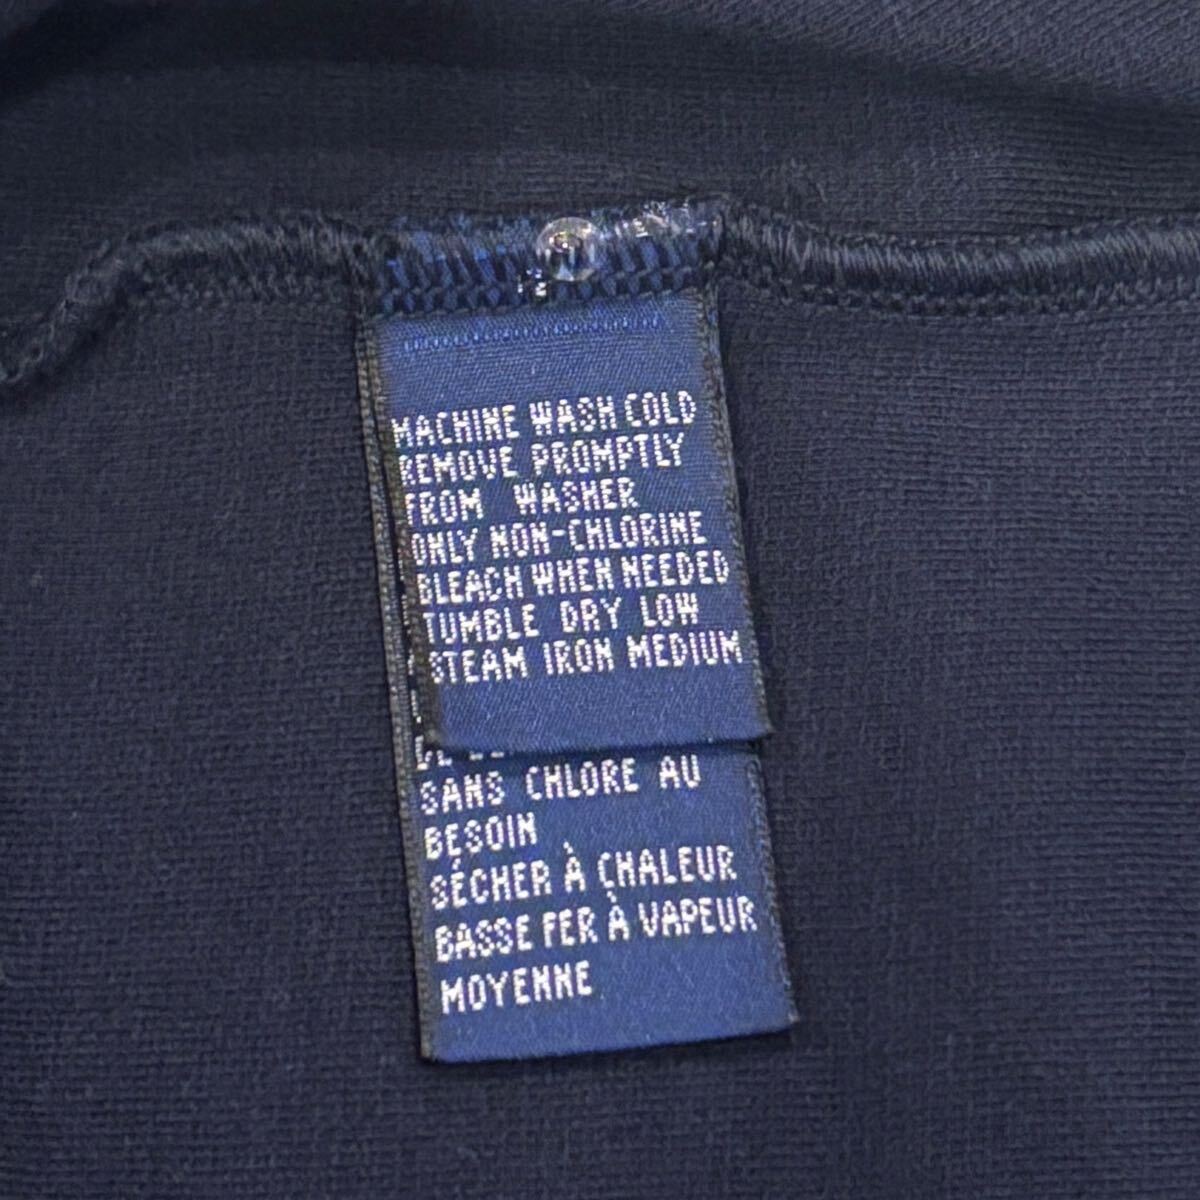 MACHINE WASH COLD
REMOVE PROMPTLY
FROM WASHER
ONLY NON-CHLORINE
BLEACH WHEN NEEDED
TUMBLE DRY LOW
STEAM IRON MEDIUM
SANS CHLORE AU
BESOIN
SÉCHER À CHALEUR
BASSE FER À VAPEUR
MOYENNE